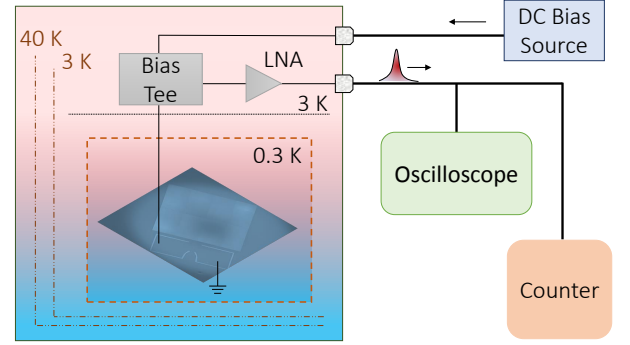 DC Bias
Source
40 K
3 K
Bias
Tee
LNA
3 K
0.3 K
Oscilloscope
Counter